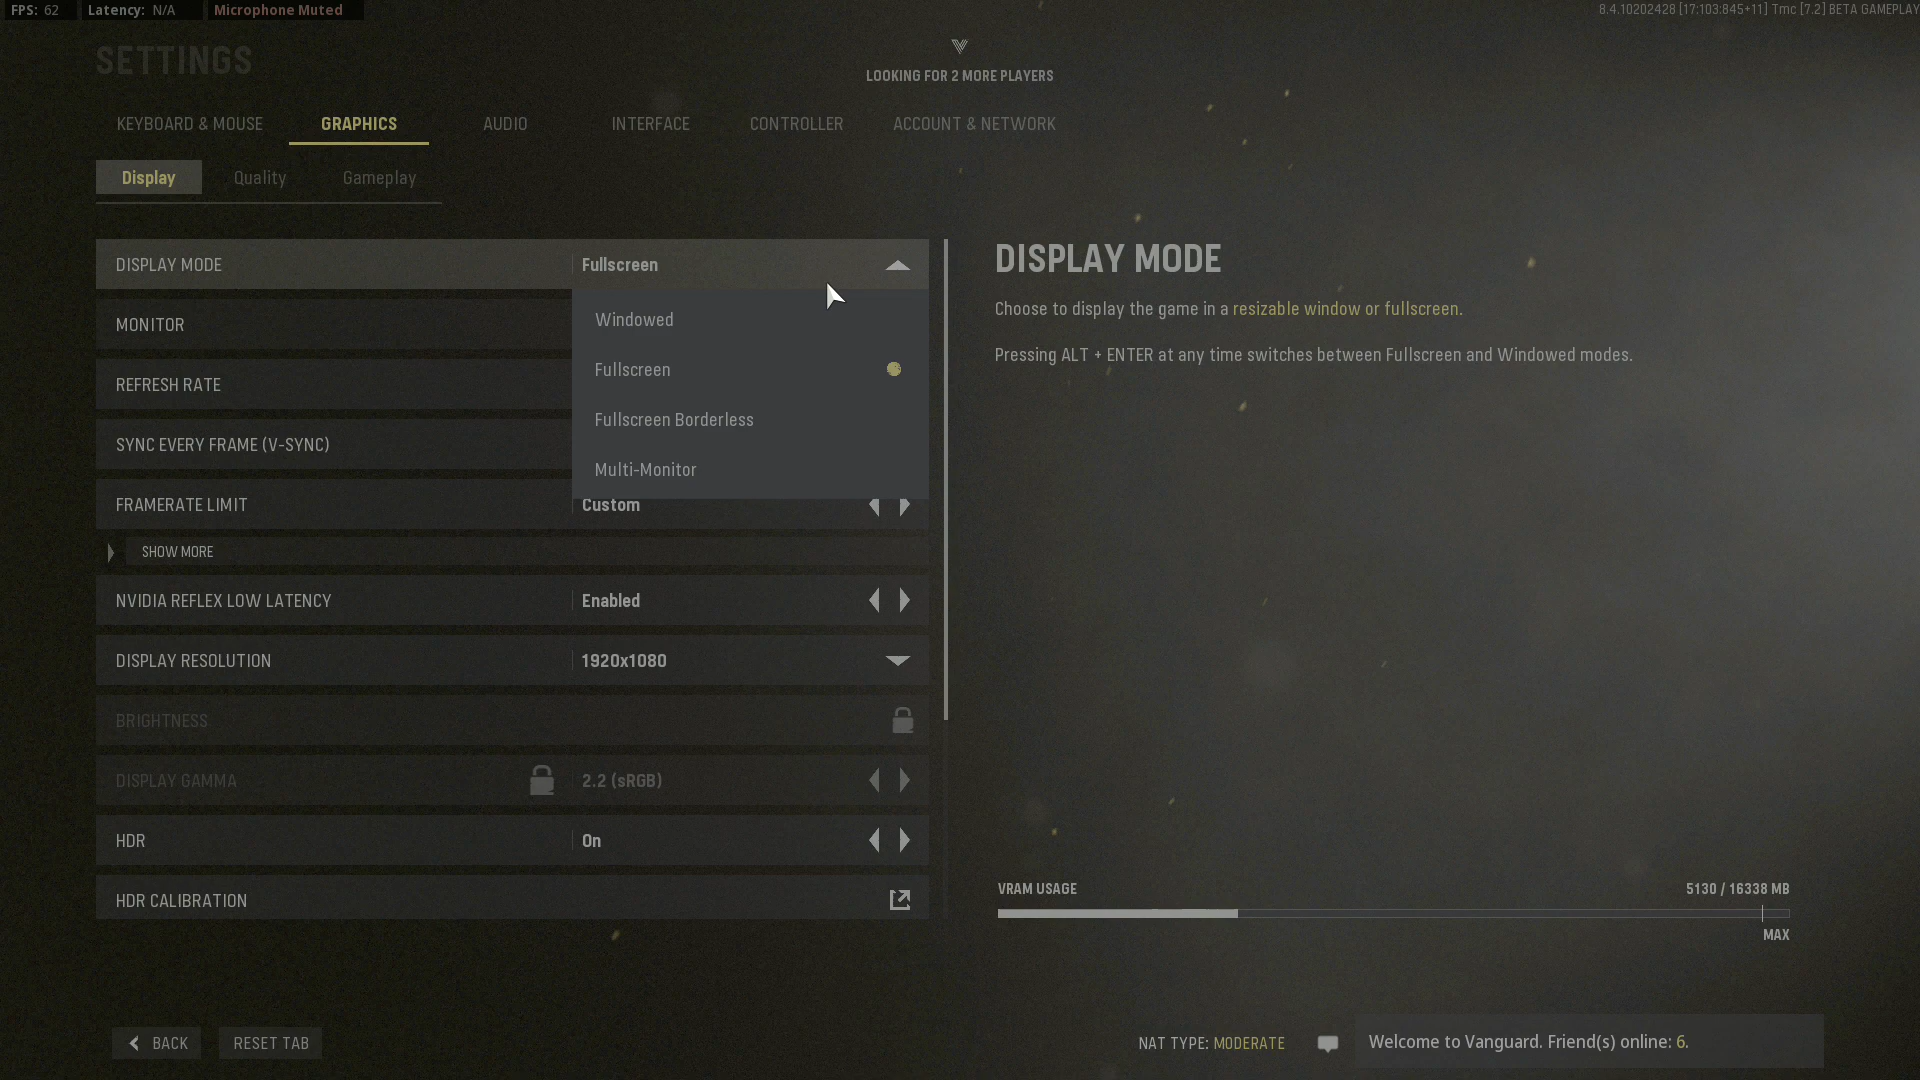 FPS: 62 Latency: N/A Microphone Muted
8.4.10202428 [17:103:845+11] Tmc [7.2] BETA GAMEPLAY
SETTINGS
LOOKING FOR 2 MORE PLAYERS
KEYBOARD & MOUSE GRAPHICS AUDIO INTERFACE CONTROLLER ACCOUNT & NETWORK
Display Quality Gameplay
DISPLAY MODE Fullscreen
Windowed
Fullscreen
Fullscreen Borderless
Multi-Monitor
MONITOR
REFRESH RATE
SYNC EVERY FRAME (V-SYNC)
FRAMERATE LIMIT Custom
SHOW MORE
NVIDIA REFLEX LOW LATENCY Enabled
DISPLAY RESOLUTION 1920x1080
BRIGHTNESS
DISPLAY GAMMA 2.2 (sRGB)
HDR On
HDR CALIBRATION
DISPLAY MODE
Choose to display the game in a resizable window or fullscreen.
Pressing ALT + ENTER at any time switches between Fullscreen and Windowed modes.
VRAM USAGE 5130 / 16338 MB
MAX
BACK RESET TAB
NAT TYPE: MODERATE
Welcome to Vanguard. Friend(s) online: 6.